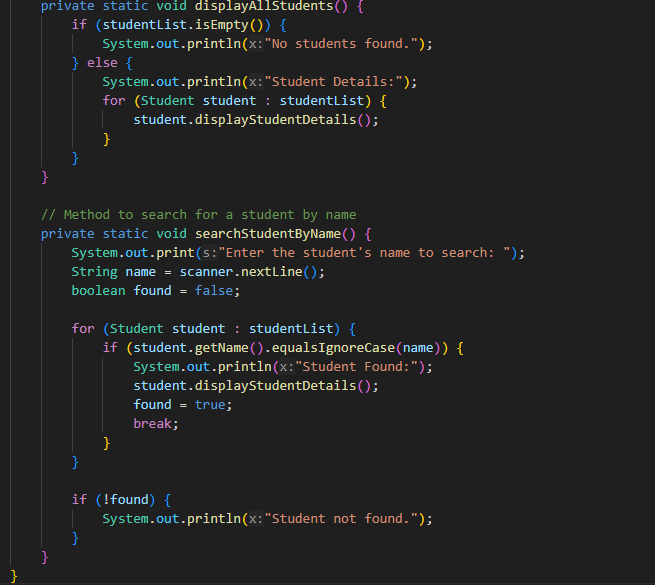 private static void displayAllStudents() {
        if (studentList.isEmpty()) {
            System.out.println(x:"No students found.");
        } else {
            System.out.println(x:"Student Details:");
            for (Student student : studentList) {
                student.displayStudentDetails();
            }
        }
    }

    // Method to search for a student by name
    private static void searchStudentByName() {
        System.out.print(s:"Enter the student's name to search: ");
        String name = scanner.nextLine();
        boolean found = false;

        for (Student student : studentList) {
            if (student.getName().equalsIgnoreCase(name)) {
                System.out.println(x:"Student Found:");
                student.displayStudentDetails();
                found = true;
                break;
            }
        }

        if (!found) {
            System.out.println(x:"Student not found.");
        }
    }
}